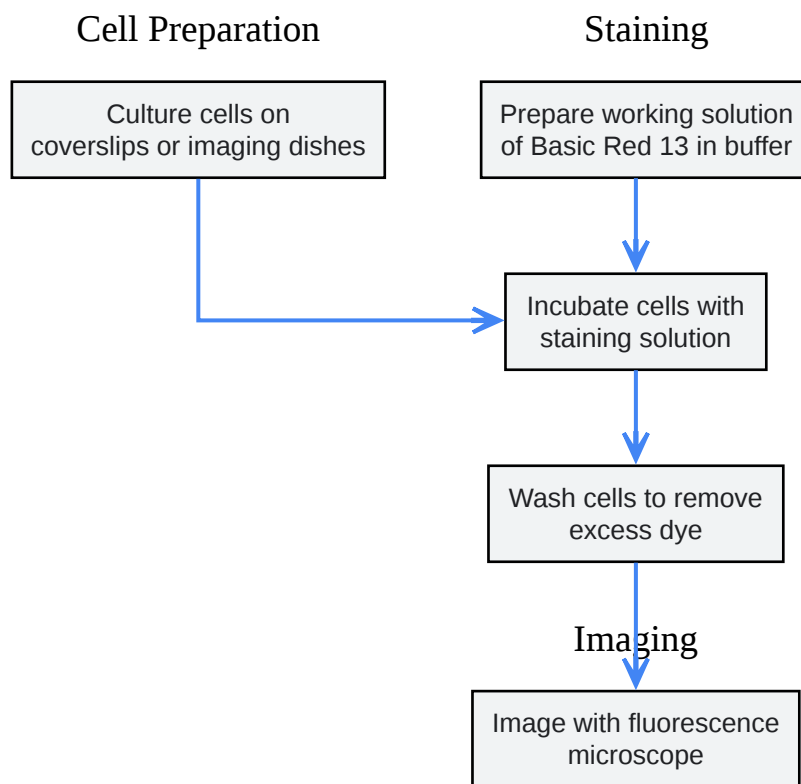 Cell Preparation
Culture cells on
coverslips or imaging dishes
Staining
Prepare working solution
of Basic Red 13 in buffer
Incubate cells with
staining solution
Wash cells to remove
excess dye
Imaging
Image with fluorescence
microscope